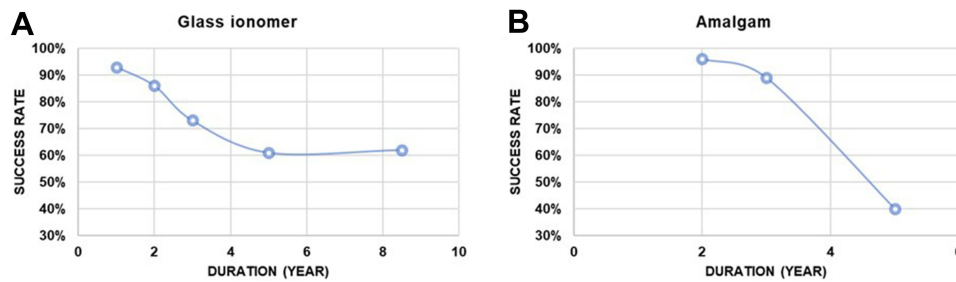 A
Glass ionomer
100%
90%
80%
70%
60%
50%
40%
30%
SUCCESS RATE
0 2 4 6 8 10
DURATION (YEAR)
B
Amalgam
100%
90%
80%
70%
60%
50%
40%
30%
SUCCESS RATE
0 2 4
DURATION (YEAR)